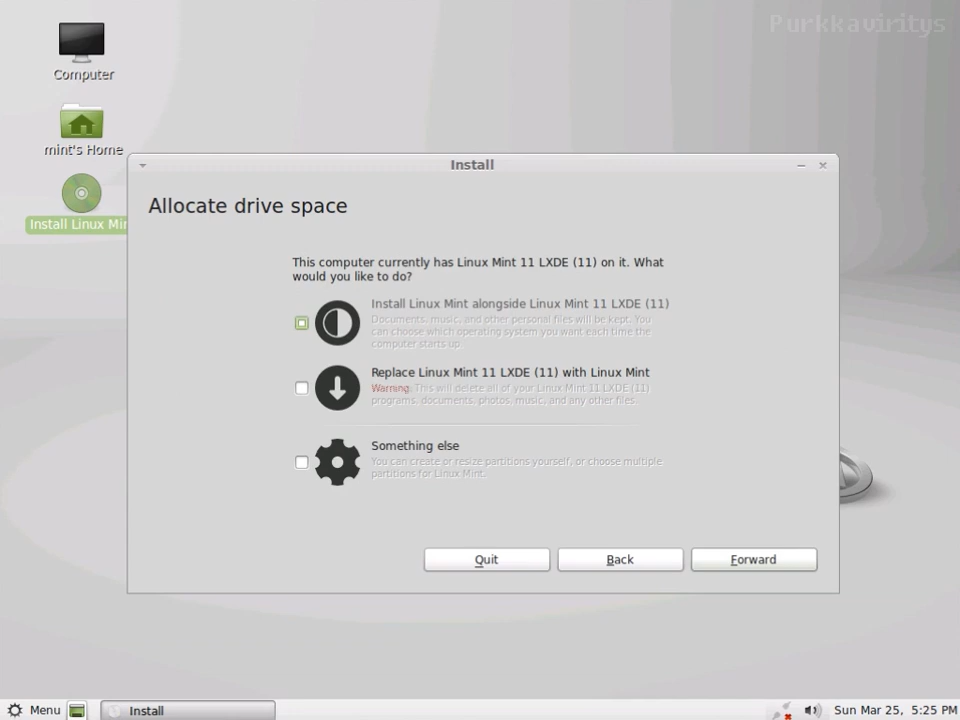 Purkkaviritys
Computer
mint's Home
Install Linux Min
Install
Allocate drive space
This computer currently has Linux Mint 11 LXDE (11) on it. What
would you like to do?
Install Linux Mint alongside Linux Mint 11 LXDE (11)
Documents, music, and other personal files will be kept. You
can choose which operating system you want each time the
computer starts up.
Replace Linux Mint 11 LXDE (11) with Linux Mint
Warning: This will delete all of your Linux Mint 11 LXDE (11)
programs, documents, photos, music, and any other files.
Something else
You can create or resize partitions yourself, or choose multiple
partitions for Linux Mint.
Quit
Back
Forward
Menu
Install
Sun Mar 25, 5:25 PM